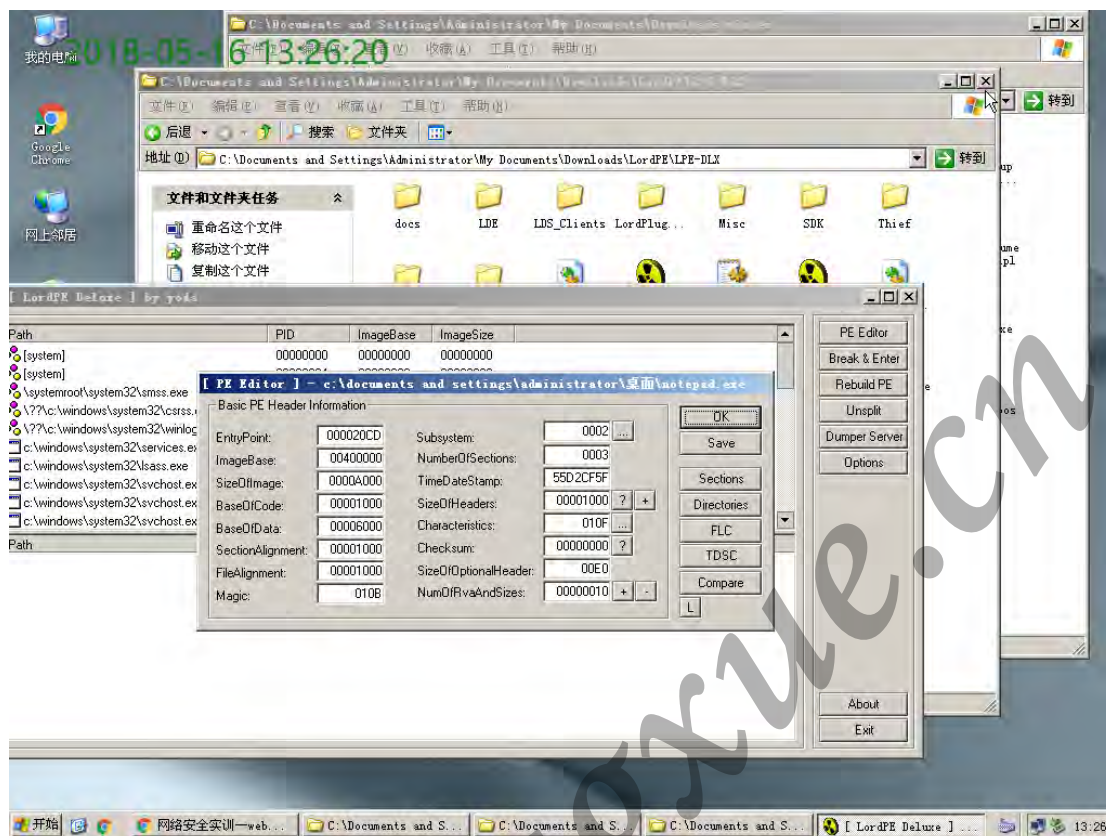 C:\Documents and Settings\Administrator\My Documents\
我的电脑
2018-05-16 13:26:20
收藏(A) 工具(T) 帮助(H)
C:\Documents and Settings\Administrator\My Documents\
文件(F) 编辑(E) 查看(V) 收藏(A) 工具(T) 帮助(H)
转到
后退 搜索 文件夹
Google Chrome
地址(D) C:\Documents and Settings\Administrator\My Documents\Downloads\LordPE\LPE-DLX 转到
文件和文件夹任务
重命名这个文件
移动这个文件
复制这个文件
docs LDE LDS_Clients LordPlug... Misc SDK Thief
网上邻居
[ LordPE Deluxe ] by yoda
Path PID ImageBase ImageSize
[system] 00000000 00000000 00000000
[system]
\systemroot\system32\smss.exe
\??\c:\windows\system32\csrss.
\??\c:\windows\system32\winlog
c:\windows\system32\services.ex
c:\windows\system32\lsass.exe
c:\windows\system32\svchost.ex
c:\windows\system32\svchost.ex
c:\windows\system32\svchost.ex
Path
PE Editor
Break & Enter
Rebuild PE
Unsplit
Dumper Server
Options
About
Exit
[ PE Editor ] - c:\documents and settings\administrator\桌面\notepad.exe
Basic PE Header Information
EntryPoint: 000020CD Subsystem: 0002 ...
ImageBase: 00400000 NumberOfSections: 0003
SizeOfImage: 0000A000 TimeDateStamp: 55D2CF5F
BaseOfCode: 00001000 SizeOfHeaders: 00001000 ? +
BaseOfData: 00006000 Characteristics: 010F ...
SectionAlignment: 00001000 Checksum: 00000000 ?
FileAlignment: 00001000 SizeOfOptionalHeader: 00E0
Magic: 010B NumOfRvaAndSizes: 00000010 + -
OK
Save
Sections
Directories
FLC
TDSC
Compare
L
oxue.cn
开始 网络安全实训—web... C:\Documents and S... C:\Documents and S... C:\Documents and S... [ LordPE Deluxe ] ... 13:26